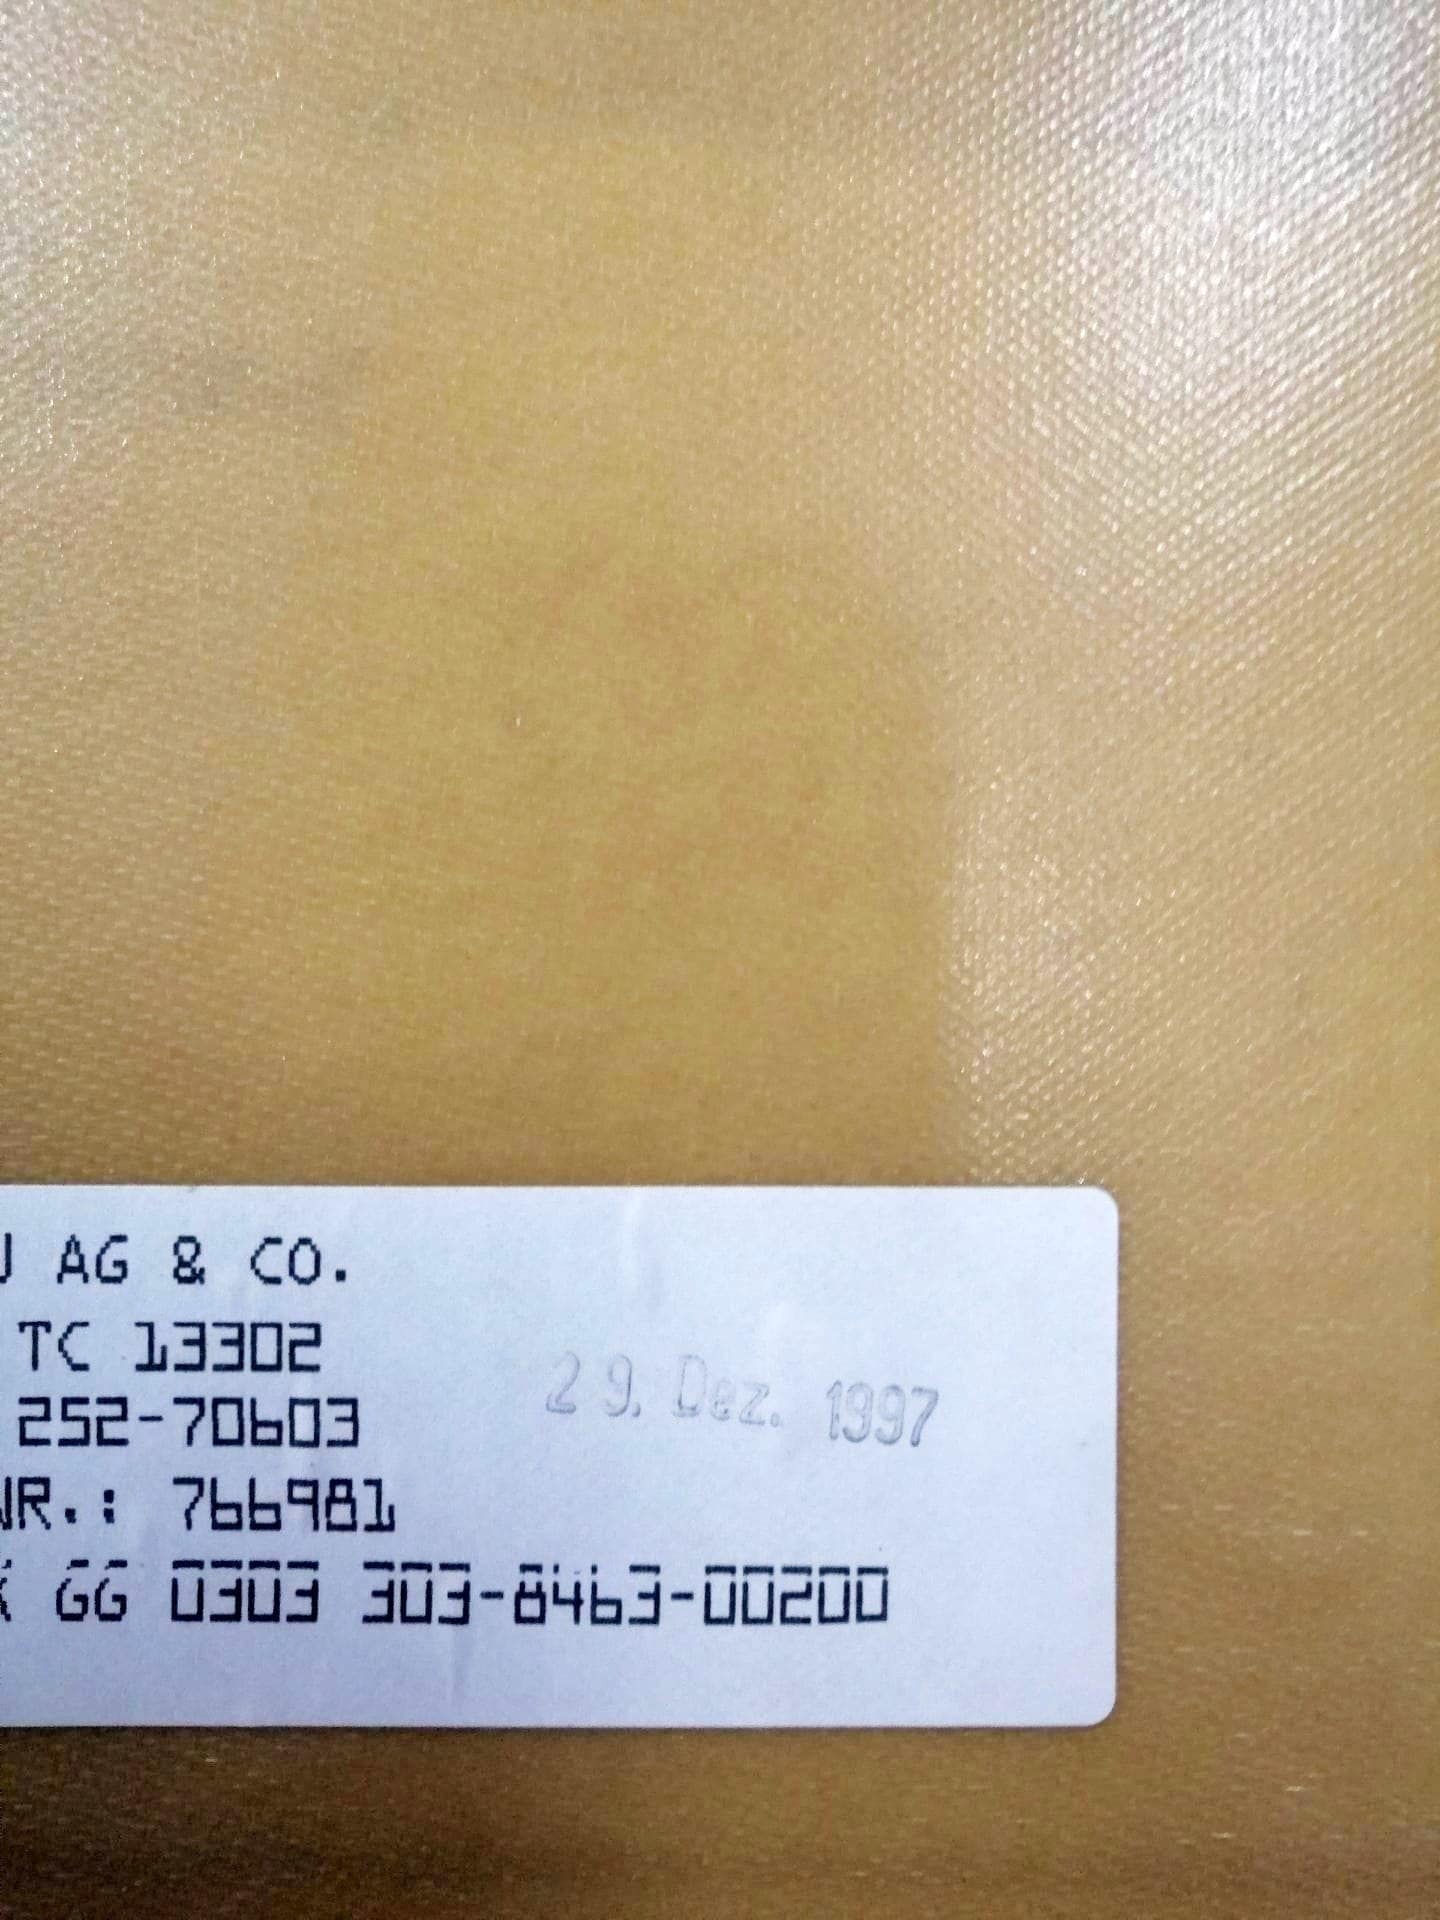 AG & CO.
TC 13302
29. Dez. 1997
252-70603
NR.: 766981
GG 0303 303-8463-00200